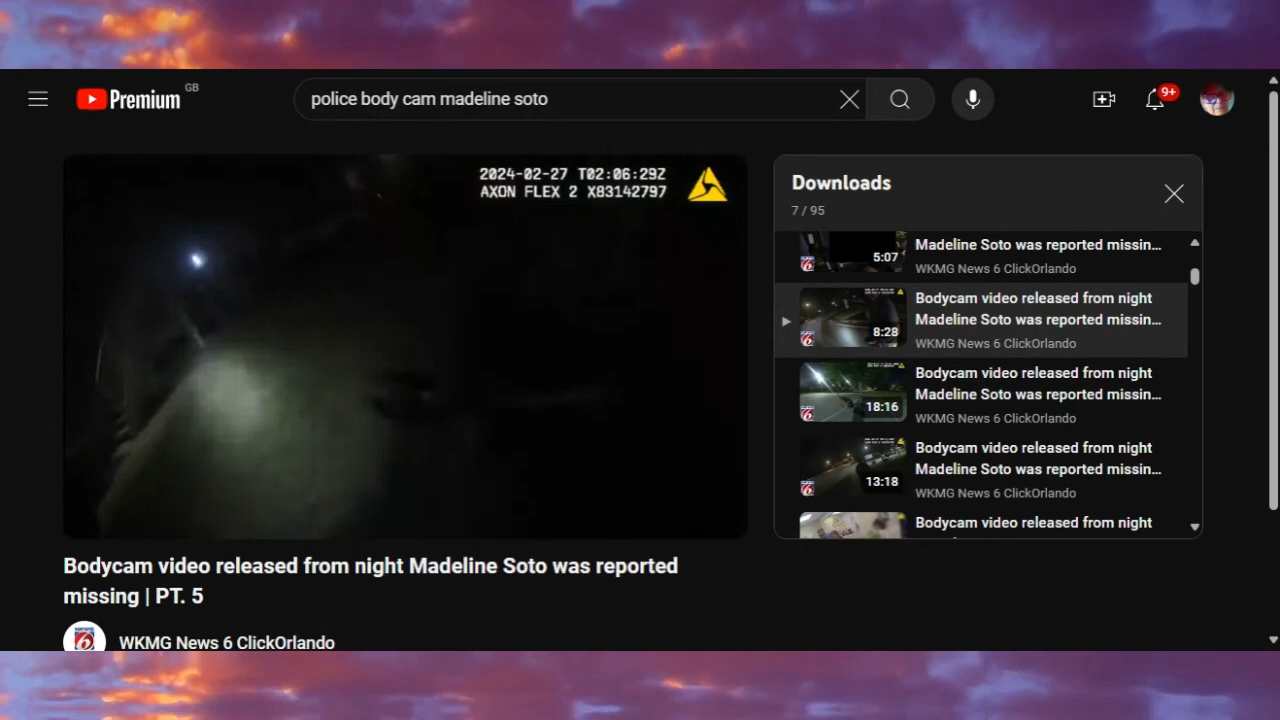 Premium
GB
police body cam madeline soto
9+
2024-02-27 T02:06:29Z
AXON FLEX 2 X83142797
Bodycam video released from night Madeline Soto was reported
missing | PT. 5
6
WKMG News 6 ClickOrlando
Downloads
7 / 95
Madeline Soto was reported missin...
5:07
6
WKMG News 6 ClickOrlando
Bodycam video released from night
Madeline Soto was reported missin...
8:28
6
WKMG News 6 ClickOrlando
Bodycam video released from night
Madeline Soto was reported missin...
18:16
6
WKMG News 6 ClickOrlando
Bodycam video released from night
Madeline Soto was reported missin...
13:18
6
WKMG News 6 ClickOrlando
Bodycam video released from night